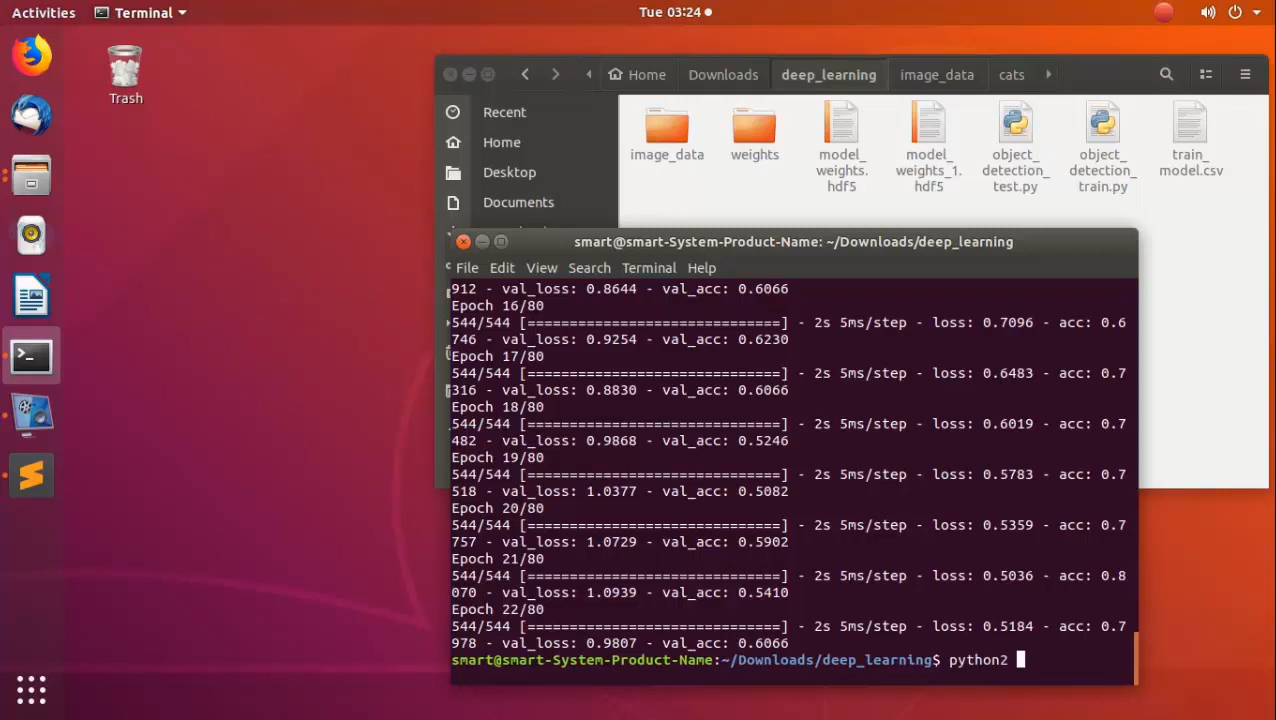 Activities
Terminal
Tue 03:24
Trash
Home
Downloads
deep_learning
image_data
cats
Recent
Home
Desktop
Documents
image_data
weights
model_
weights.
hdf5
model_
weights_1.
hdf5
object_
detection_
test.py
object_
detection_
train.py
train_
model.csv
smart@smart-System-Product-Name: ~/Downloads/deep_learning
File Edit View Search Terminal Help
912 - val_loss: 0.8644 - val_acc: 0.6066
Epoch 16/80
544/544 [==============================] - 2s 5ms/step - loss: 0.7096 - acc: 0.6
746 - val_loss: 0.9254 - val_acc: 0.6230
Epoch 17/80
544/544 [==============================] - 2s 5ms/step - loss: 0.6483 - acc: 0.7
316 - val_loss: 0.8830 - val_acc: 0.6066
Epoch 18/80
544/544 [==============================] - 2s 5ms/step - loss: 0.6019 - acc: 0.7
482 - val_loss: 0.9868 - val_acc: 0.5246
Epoch 19/80
544/544 [==============================] - 2s 5ms/step - loss: 0.5783 - acc: 0.7
518 - val_loss: 1.0377 - val_acc: 0.5082
Epoch 20/80
544/544 [==============================] - 2s 5ms/step - loss: 0.5359 - acc: 0.7
757 - val_loss: 1.0729 - val_acc: 0.5902
Epoch 21/80
544/544 [==============================] - 2s 5ms/step - loss: 0.5036 - acc: 0.8
070 - val_loss: 1.0939 - val_acc: 0.5410
Epoch 22/80
544/544 [==============================] - 2s 5ms/step - loss: 0.5184 - acc: 0.7
978 - val_loss: 0.9807 - val_acc: 0.6066
smart@smart-System-Product-Name:~/Downloads/deep_learning$ python2